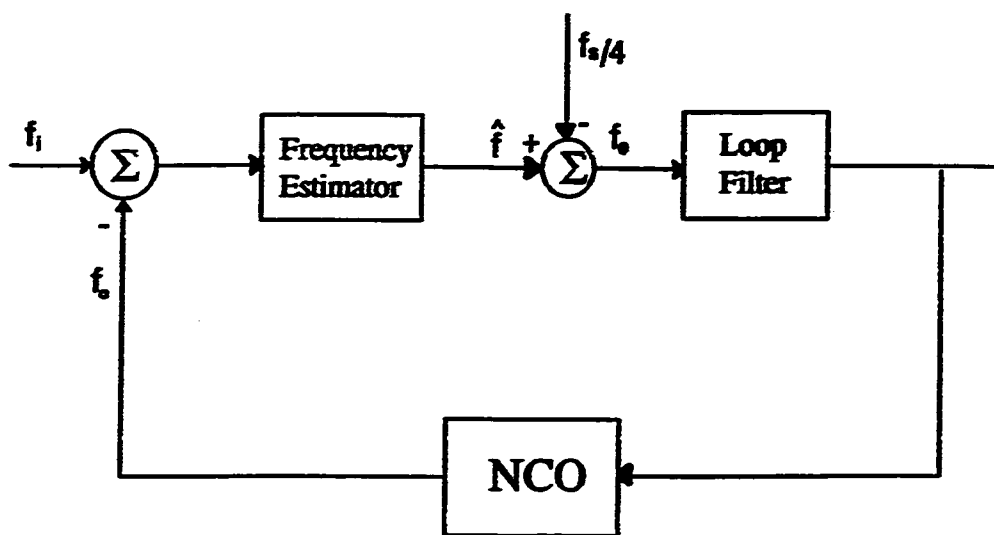 fₛ/4
fᵢ
Σ
-
Frequency
Estimator
f̂
+
-
Σ
fₑ
Loop
Filter
-
fₒ
NCO